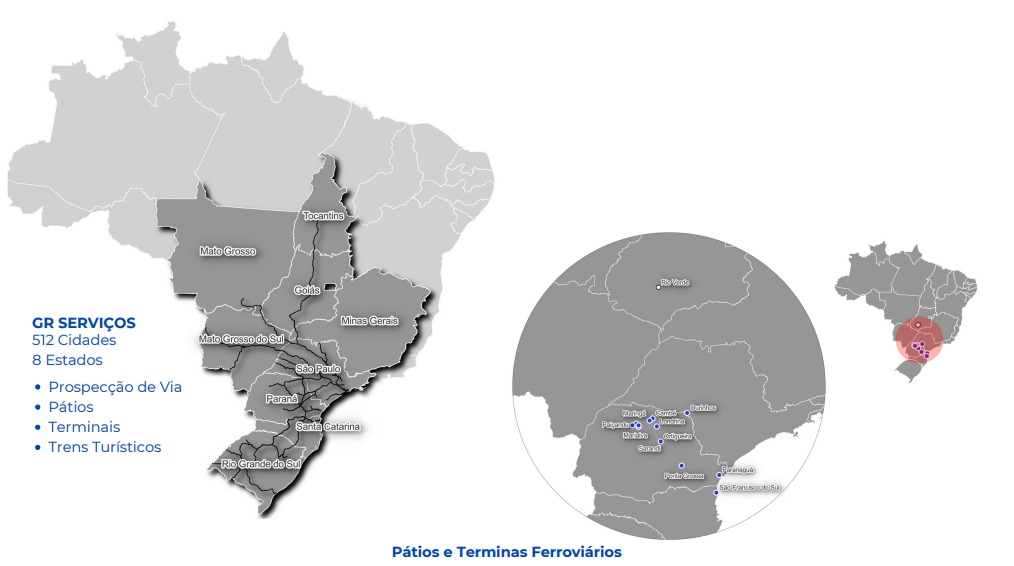 Tocantins
Mato Grosso
Goiás
Minas Gerais
Mato Grosso do Sul
São Paulo
Paraná
Santa Catarina
Rio Grande do Sul
GR SERVIÇOS
512 Cidades
8 Estados
• Prospecção de Via
• Pátios
• Terminais
• Trens Turísticos
Rio Verde
Ourinhos
Maringá
Cambé
Londrina
Paiçandu
Marialva
Ortigueira
Sarandi
Ponta Grossa
Paranaguá
São Francisco do Sul
Pátios e Terminas Ferroviários